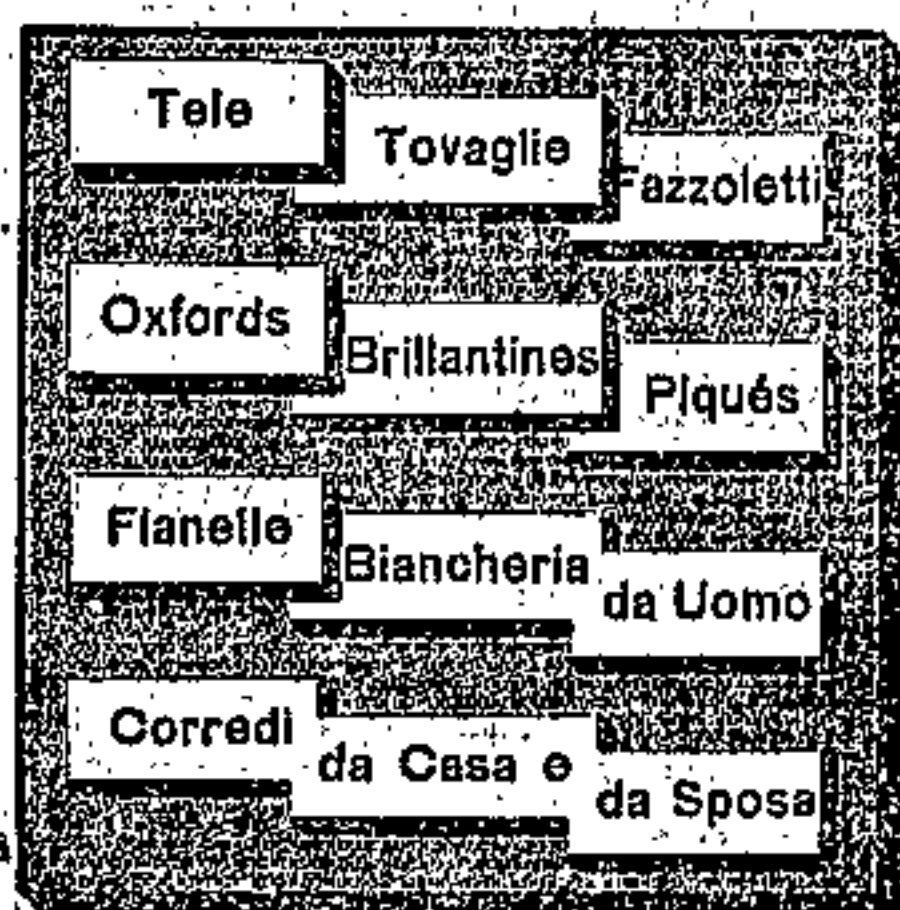 Tele
Tovaglie
Fazzoletti
Oxfords
Brillantines
Piqués
Flanelle
Biancheria
da Uomo
Corredi
da Casa e
da Sposa